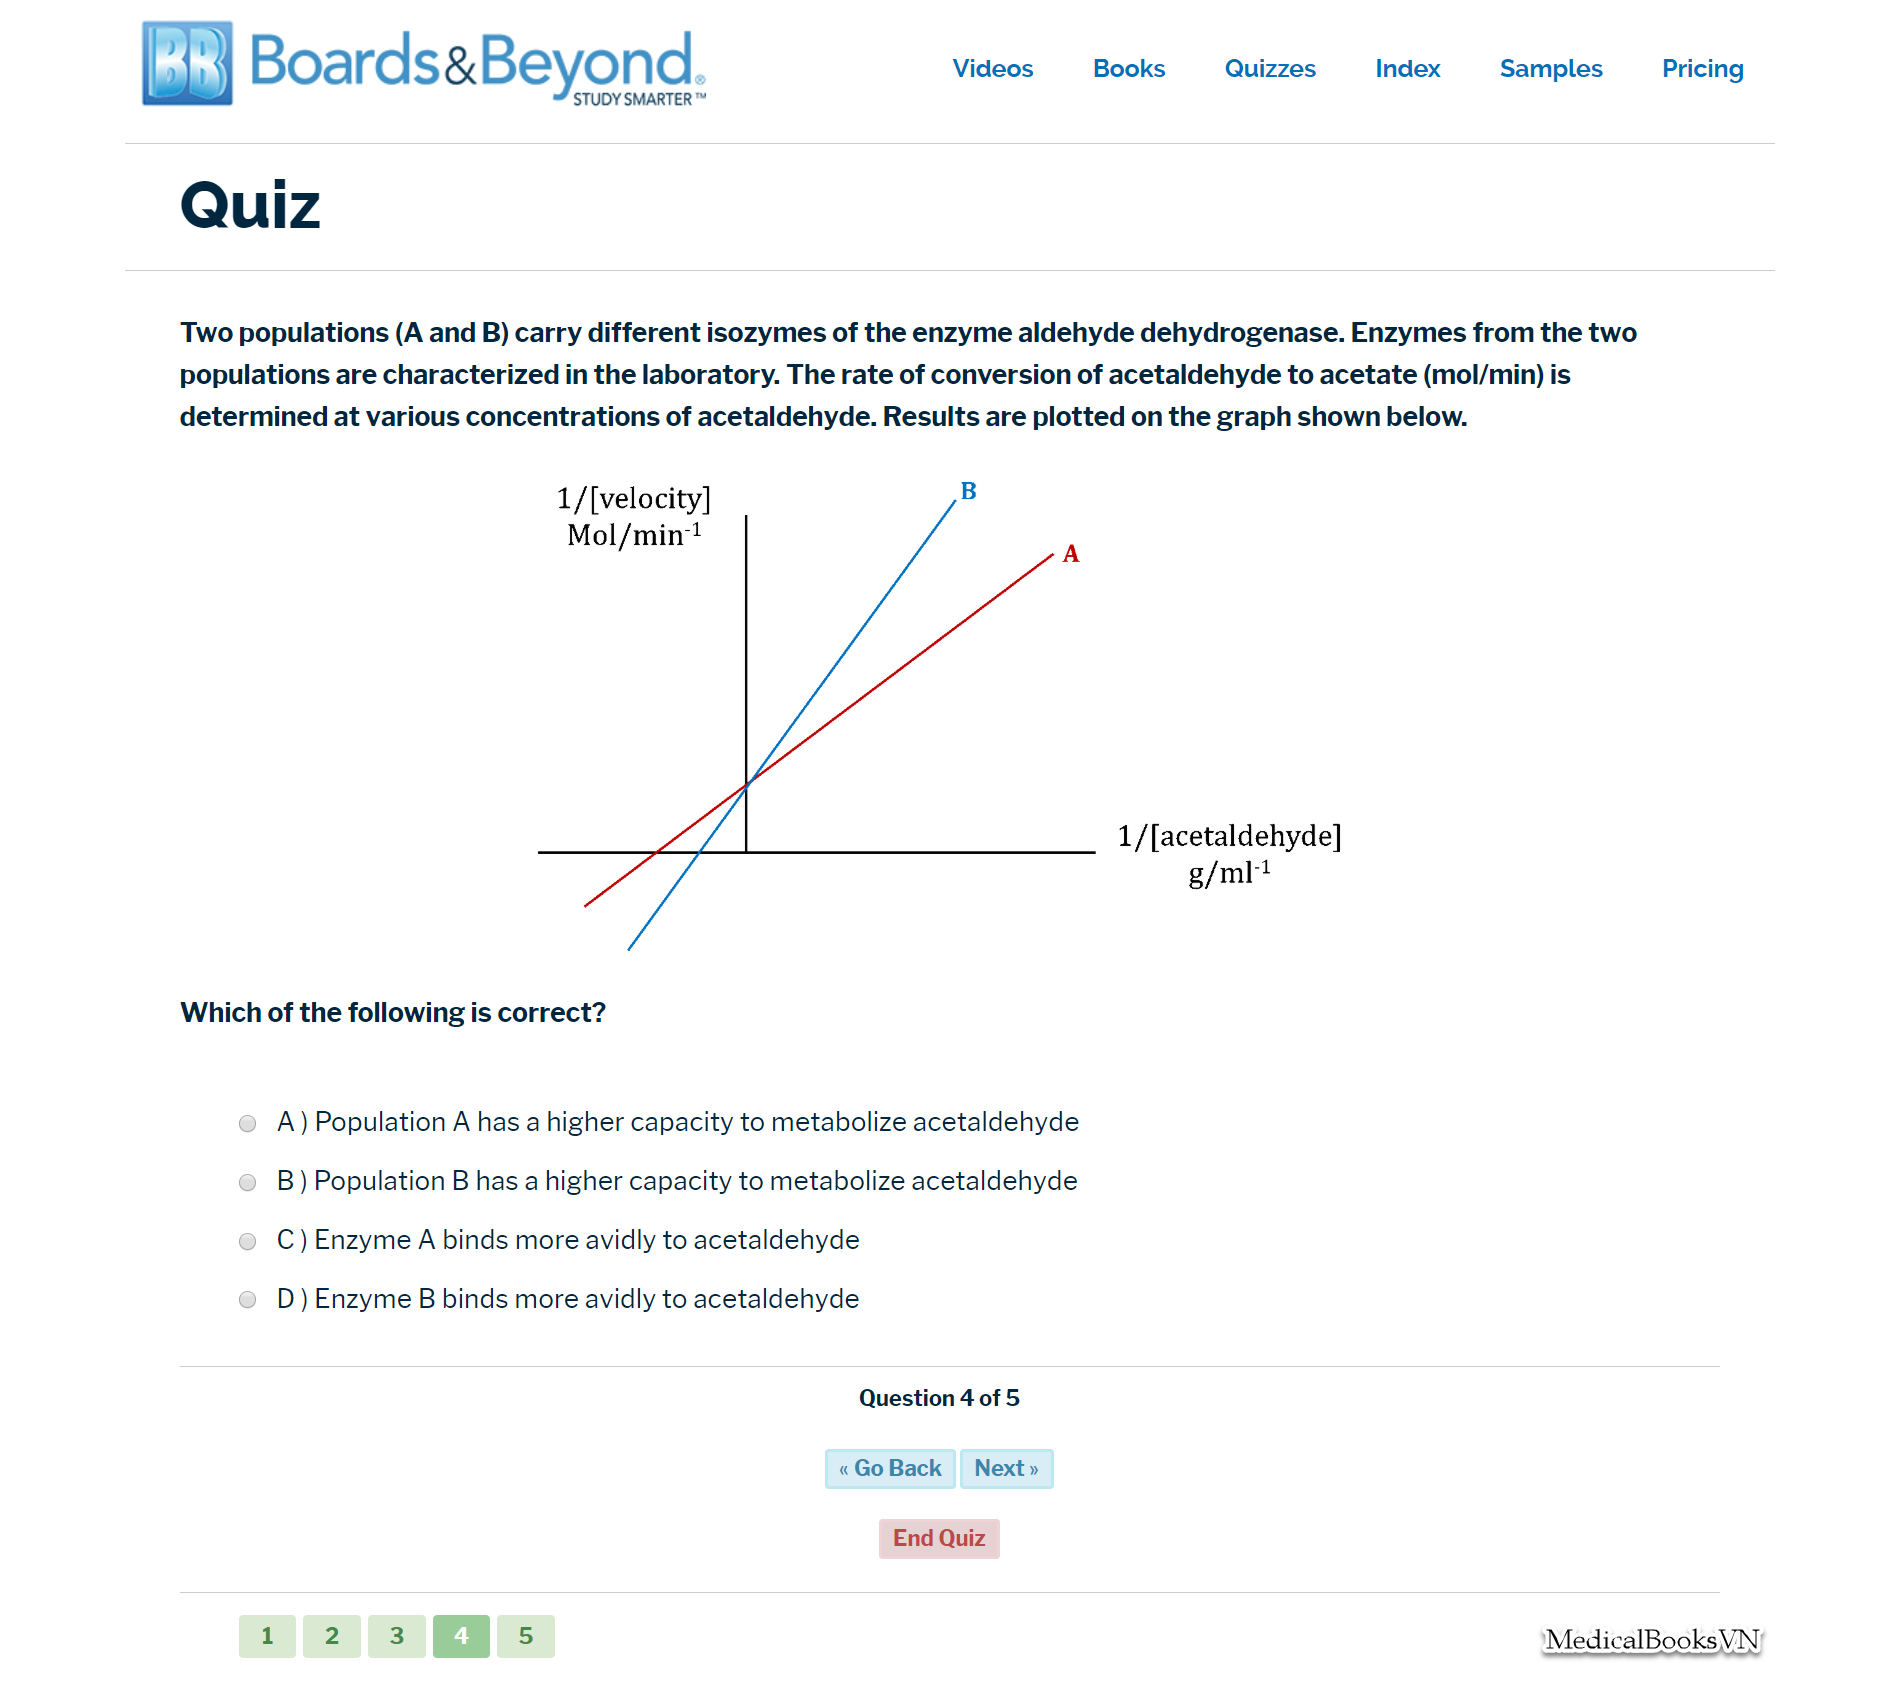 BB Boards&Beyond®
STUDY SMARTER™
Videos Books Quizzes Index Samples Pricing
Quiz
Two populations (A and B) carry different isozymes of the enzyme aldehyde dehydrogenase. Enzymes from the two
populations are characterized in the laboratory. The rate of conversion of acetaldehyde to acetate (mol/min) is
determined at various concentrations of acetaldehyde. Results are plotted on the graph shown below.
1/[velocity]
Mol/min⁻¹
B
A
1/[acetaldehyde]
g/ml⁻¹
Which of the following is correct?
A ) Population A has a higher capacity to metabolize acetaldehyde
B ) Population B has a higher capacity to metabolize acetaldehyde
C ) Enzyme A binds more avidly to acetaldehyde
D ) Enzyme B binds more avidly to acetaldehyde
Question 4 of 5
« Go Back Next »
End Quiz
1 2 3 4 5
MedicalBooksVN